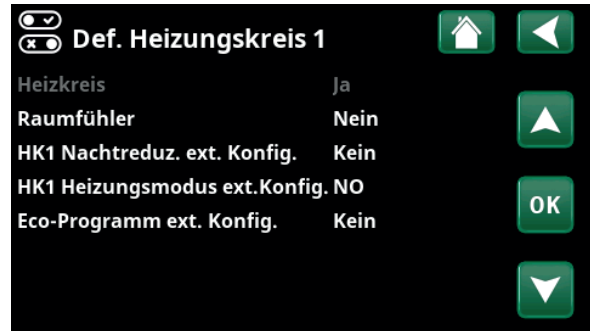 Def. Heizungskreis 1
Heizkreis Ja
Raumfühler Nein
HK1 Nachtreduz. ext. Konfig. Kein
HK1 Heizungsmodus ext.Konfig. NO
Eco-Programm ext. Konfig. Kein
OK